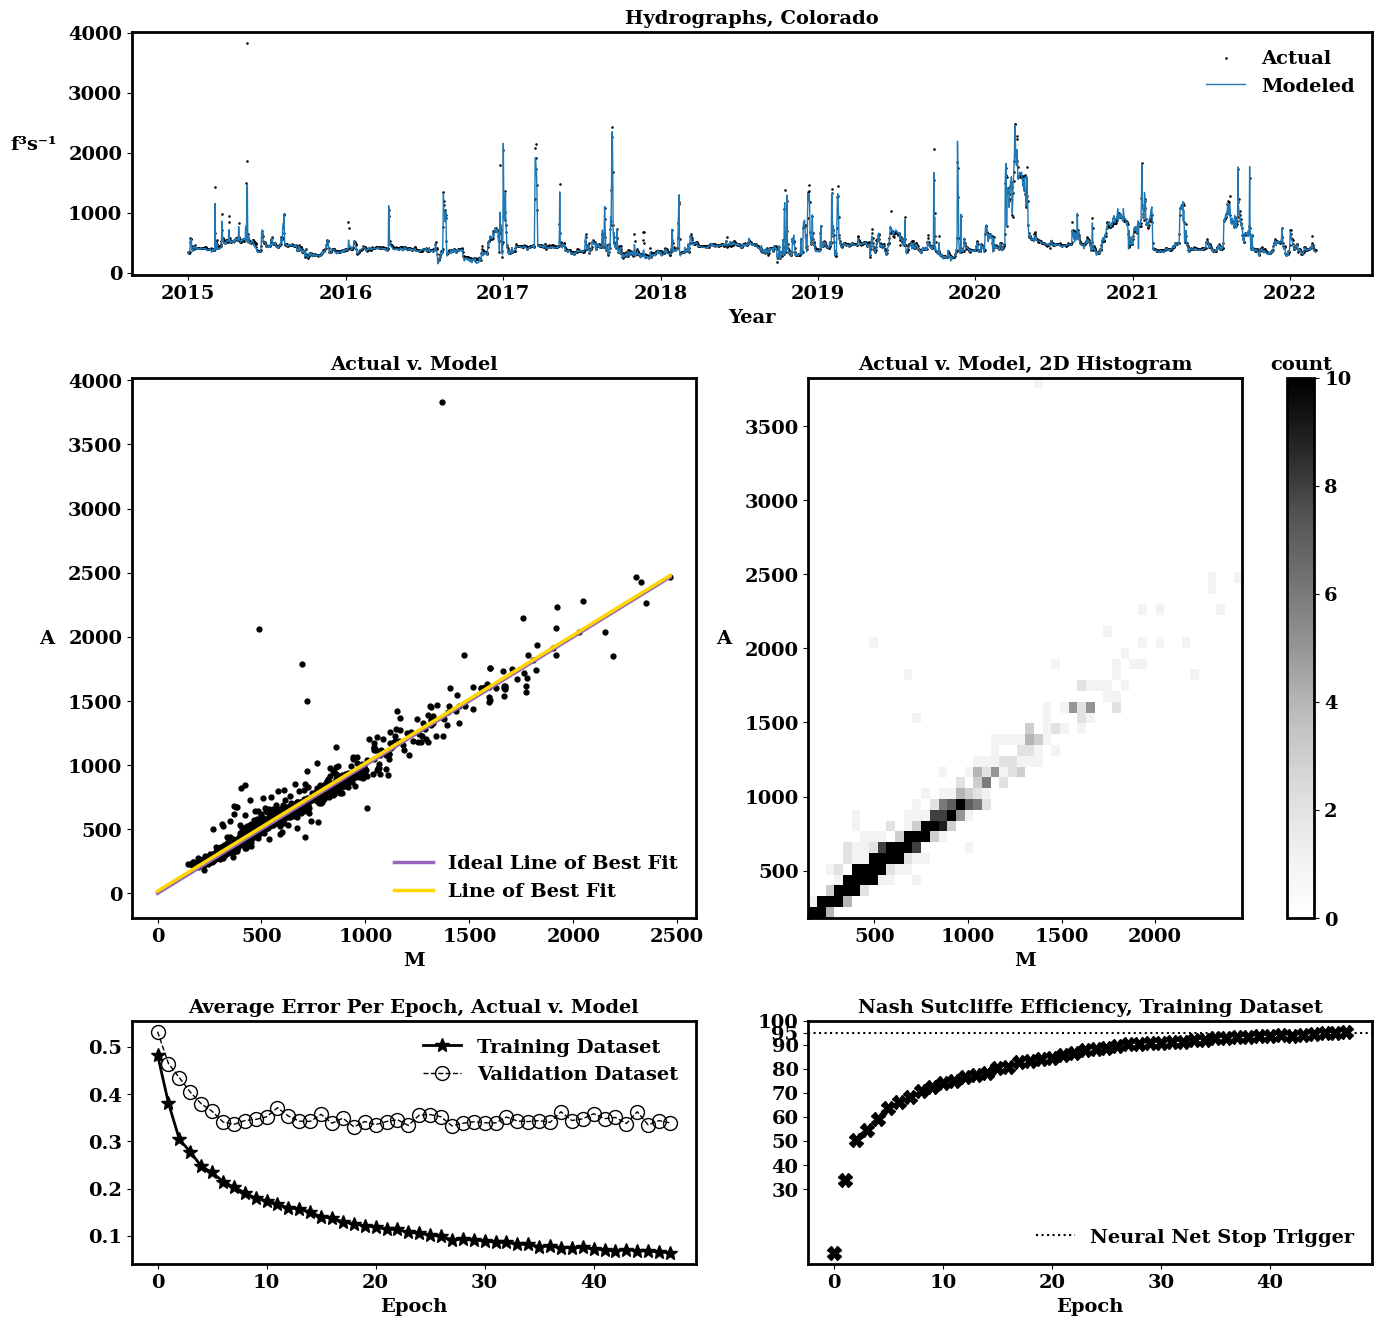 Hydrographs, Colorado
4000
3000
2000
1000
0
f³s⁻¹
Actual
Modeled
2015 2016 2017 2018 2019 2020 2021 2022
Year
Actual v. Model
4000
3500
3000
2500
2000
1500
1000
500
0
A
Ideal Line of Best Fit
Line of Best Fit
0 500 1000 1500 2000 2500
M
Actual v. Model, 2D Histogram
3500
3000
2500
2000
1500
1000
500
A
500 1000 1500 2000
M
count
10
8
6
4
2
0
Average Error Per Epoch, Actual v. Model
0.5
0.4
0.3
0.2
0.1
Training Dataset
Validation Dataset
0 10 20 30 40
Epoch
Nash Sutcliffe Efficiency, Training Dataset
100
95
90
80
70
60
50
40
30
Neural Net Stop Trigger
0 10 20 30 40
Epoch